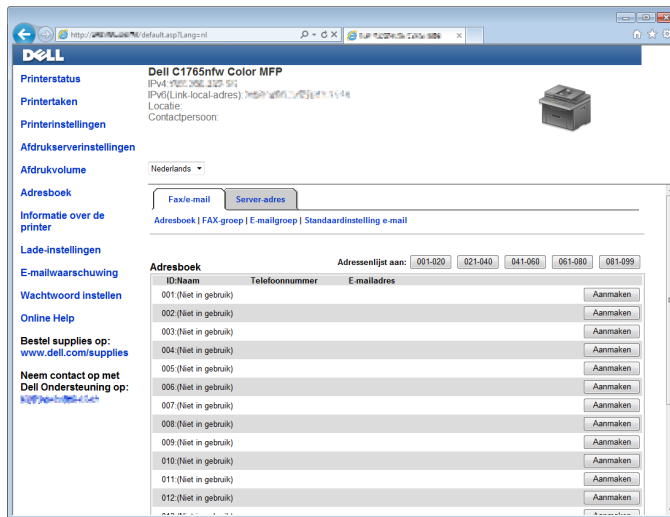 http:// /default.asp?Lang=nl
DELL
Printerstatus
Printertaken
Printerinstellingen
Afdrukserverinstellingen
Afdrukvolume
Adresboek
Informatie over de
printer
Lade-instellingen
E-mailwaarschuwing
Wachtwoord instellen
Online Help
Bestel supplies op:
www.dell.com/supplies
Neem contact op met
Dell Ondersteuning op:
Dell C1765nfw Color MFP
IPv4:
IPv6(Link-local-adres):
Locatie:
Contactpersoon:
Nederlands
Fax/e-mail Server-adres
Adresboek | FAX-groep | E-mailgroep | Standaardinstelling e-mail
Adresboek Adressenlijst aan: 001-020 021-040 041-060 061-080 081-099
ID:Naam Telefoonnummer E-mailadres
001:(Niet in gebruik) Aanmaken
002:(Niet in gebruik) Aanmaken
003:(Niet in gebruik) Aanmaken
004:(Niet in gebruik) Aanmaken
005:(Niet in gebruik) Aanmaken
006:(Niet in gebruik) Aanmaken
007:(Niet in gebruik) Aanmaken
008:(Niet in gebruik) Aanmaken
009:(Niet in gebruik) Aanmaken
010:(Niet in gebruik) Aanmaken
011:(Niet in gebruik) Aanmaken
012:(Niet in gebruik) Aanmaken